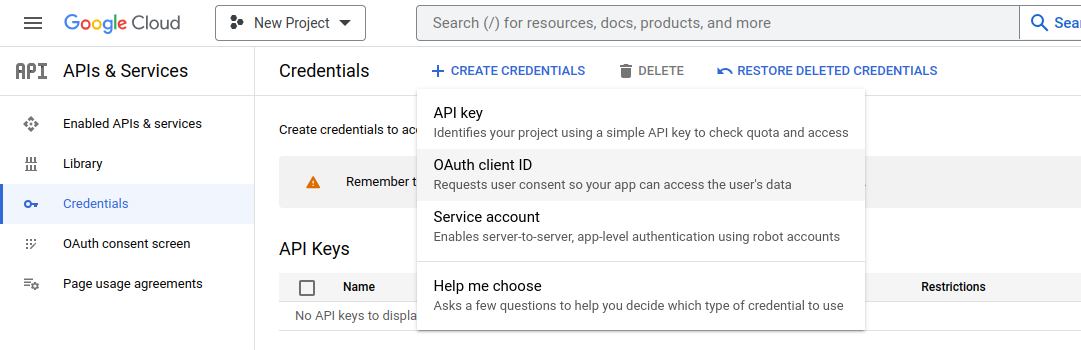 Google Cloud
New Project
Search (/) for resources, docs, products, and more
API
APIs & Services
Credentials
CREATE CREDENTIALS
DELETE
RESTORE DELETED CREDENTIALS
Enabled APIs & services
Library
Credentials
OAuth consent screen
Page usage agreements
Create credentials to
Remember
API key
Identifies your project using a simple API key to check quota and access
OAuth client ID
Requests user consent so your app can access the user's data
Service account
Enables server-to-server, app-level authentication using robot accounts
Help me choose
Asks a few questions to help you decide which type of credential to use
API Keys
Name
Restrictions
No API keys to